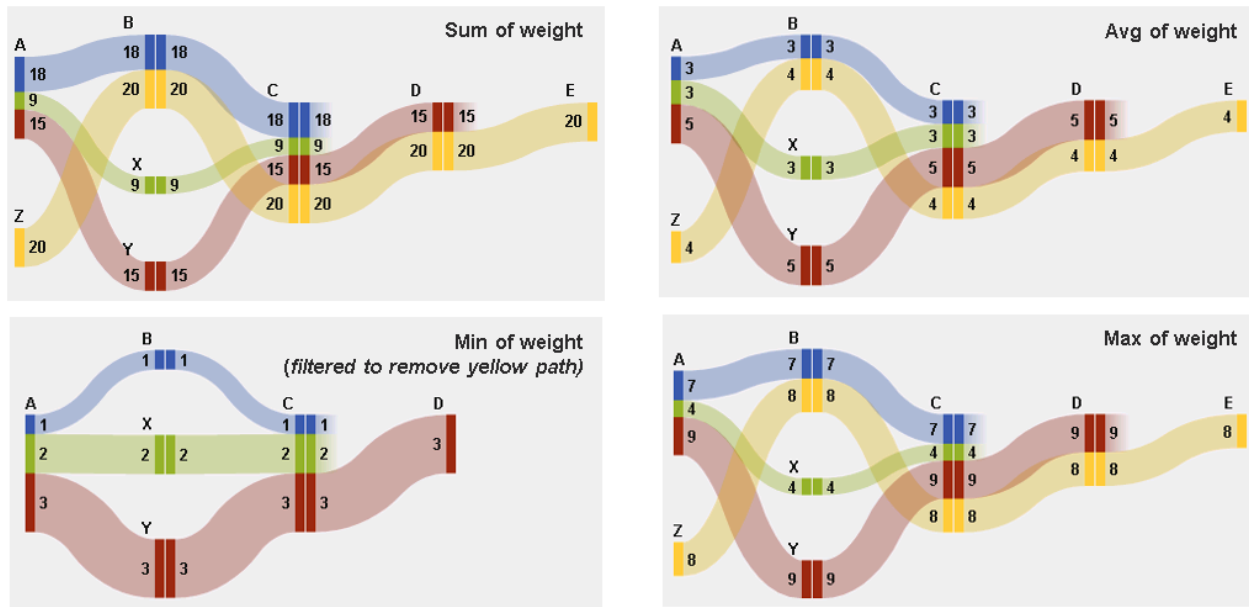 Sum of weight
B
A
18 18
18
20 20
C
D
E
9
15
18 18
15 15
20
X
9 9
20 20
9 9
15 15
Z
20 20
20
Y
15 15
Avg of weight
B
A
3 3
3
4 4
C
D
E
3
3 3
5 5
4
5
X
3 3
4 4
3 3
5 5
Z
4 4
4
Y
5 5
Min of weight
(filtered to remove yellow path)
B
1 1
A
C
D
1
X
1 1
3
2
2 2
2 2
3
3 3
Y
3 3
Max of weight
B
A
7 7
7
8 8
C
D
E
4
9
7 7
9 9
8
X
4 4
8 8
4 4
9 9
Z
8 8
8
Y
9 9